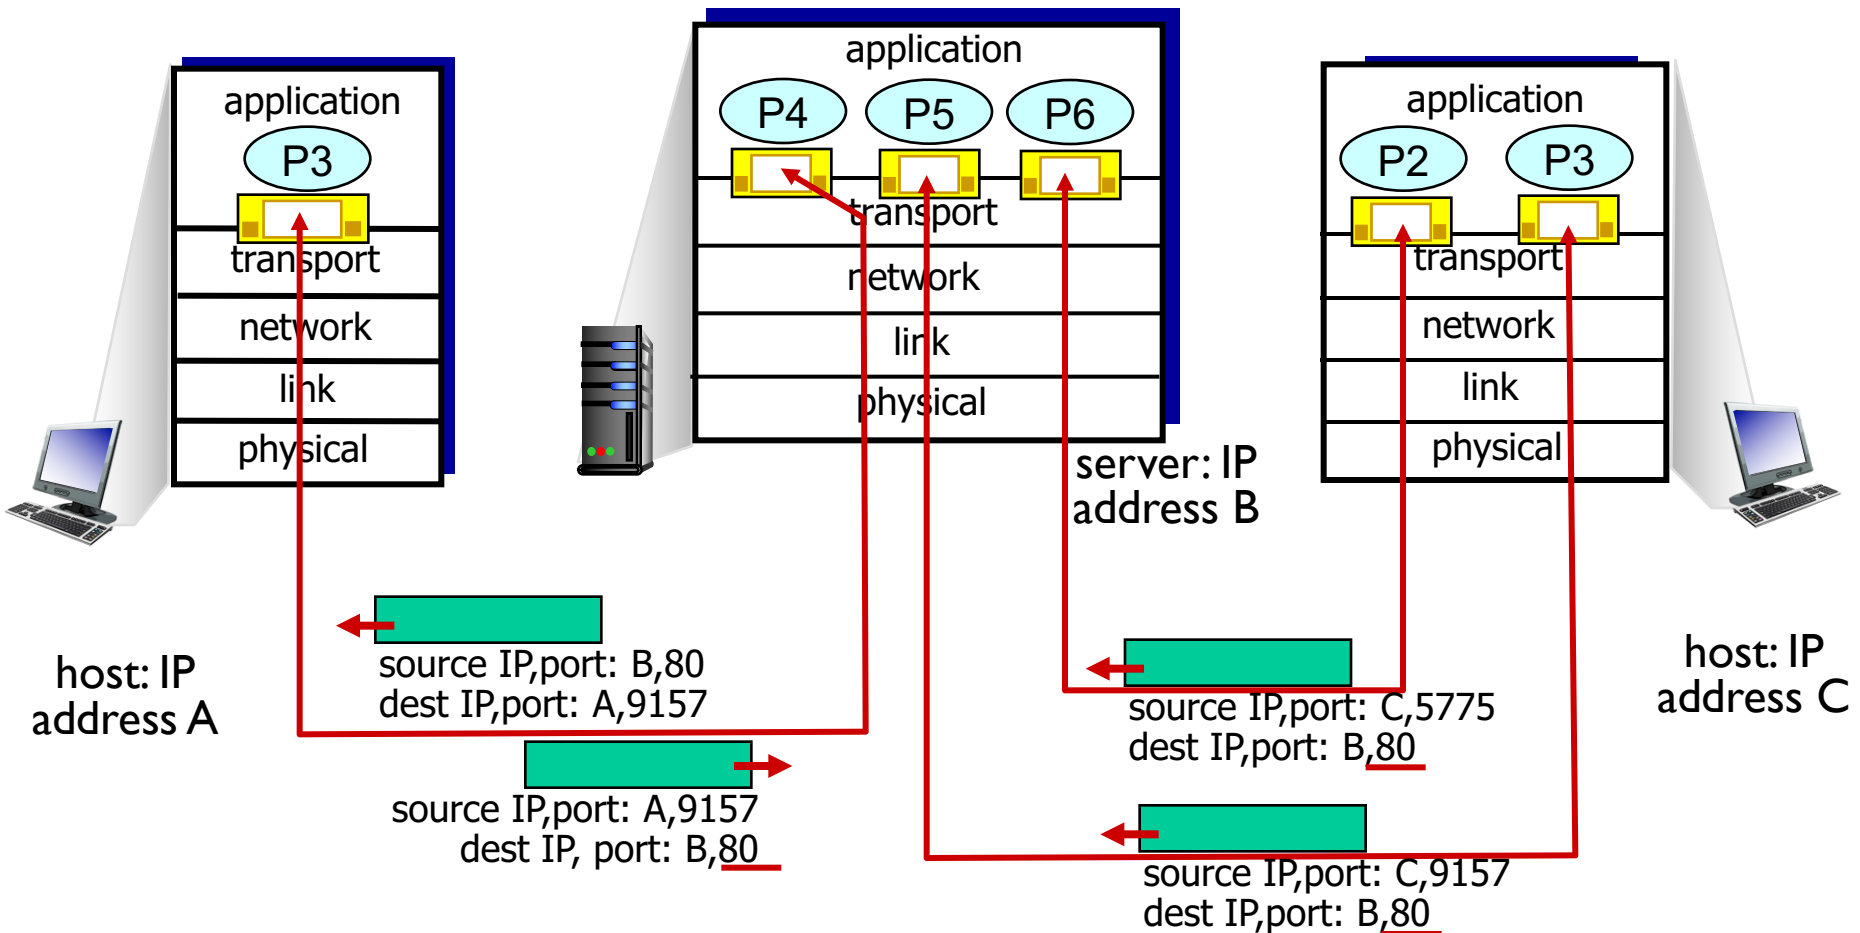 application
P3
transport
network
link
physical
host: IP
address A
application
P4
P5
P6
transport
network
link
physical
server: IP
address B
application
P2
P3
transport
network
link
physical
host: IP
address C
source IP,port: B,80
dest IP,port: A,9157
source IP,port: A,9157
dest IP, port: B,80
source IP,port: C,5775
dest IP,port: B,80
source IP,port: C,9157
dest IP,port: B,80